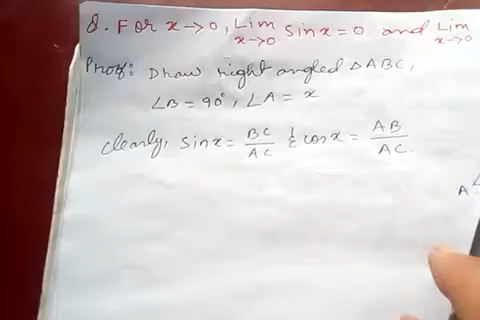 8. For x→0, Lim x→0 Sin x = 0 and Lim x→0
Proof: Draw right angled △ABC,
∠B = 90°, ∠A = x
Clearly, Sin x = BC/AC & cos x = AB/AC.
A